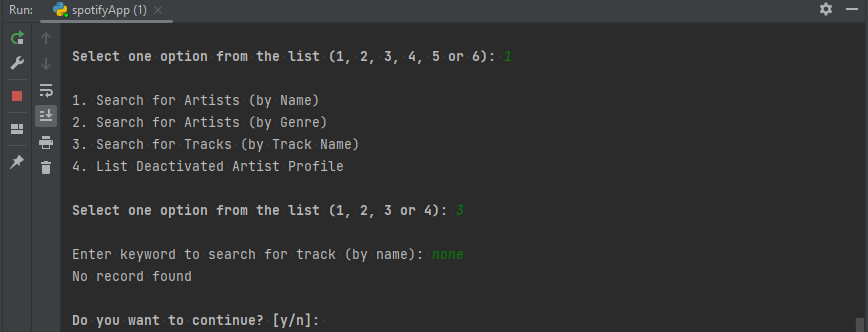 Run: spotifyApp (1)
Select one option from the list (1, 2, 3, 4, 5 or 6): 1
1. Search for Artists (by Name)
2. Search for Artists (by Genre)
3. Search for Tracks (by Track Name)
4. List Deactivated Artist Profile
Select one option from the list (1, 2, 3 or 4): 3
Enter keyword to search for track (by name): none
No record found
Do you want to continue? [y/n]: